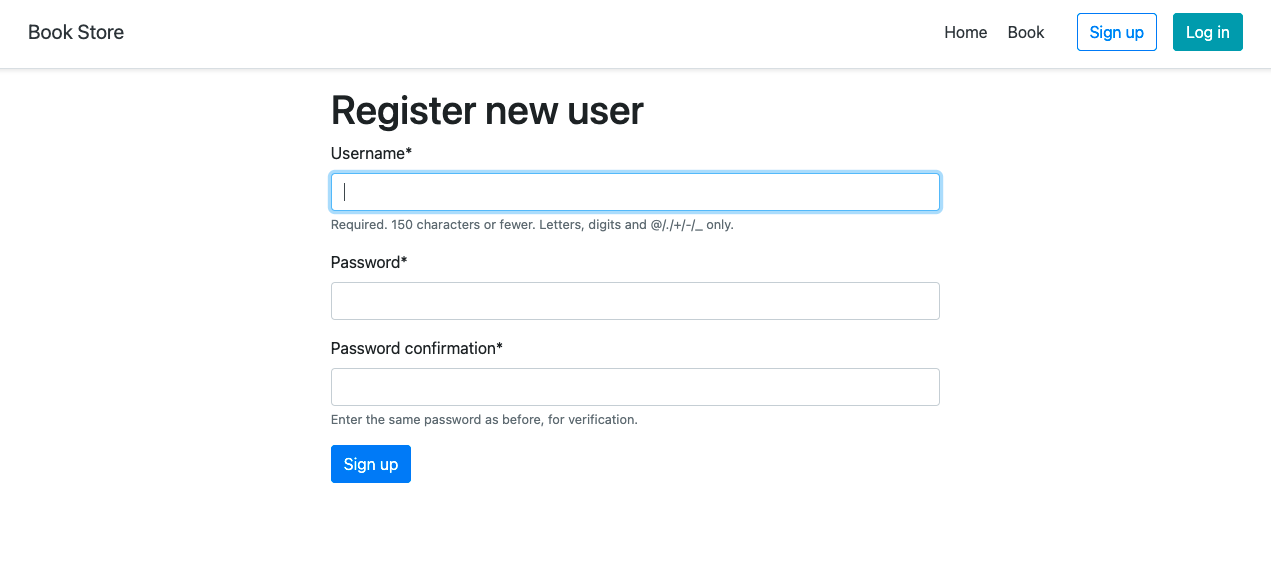 Book Store Home Book Sign up Log in
Register new user
Username*
Required. 150 characters or fewer. Letters, digits and @/./+/-/_ only.
Password*
Password confirmation*
Enter the same password as before, for verification.
Sign up